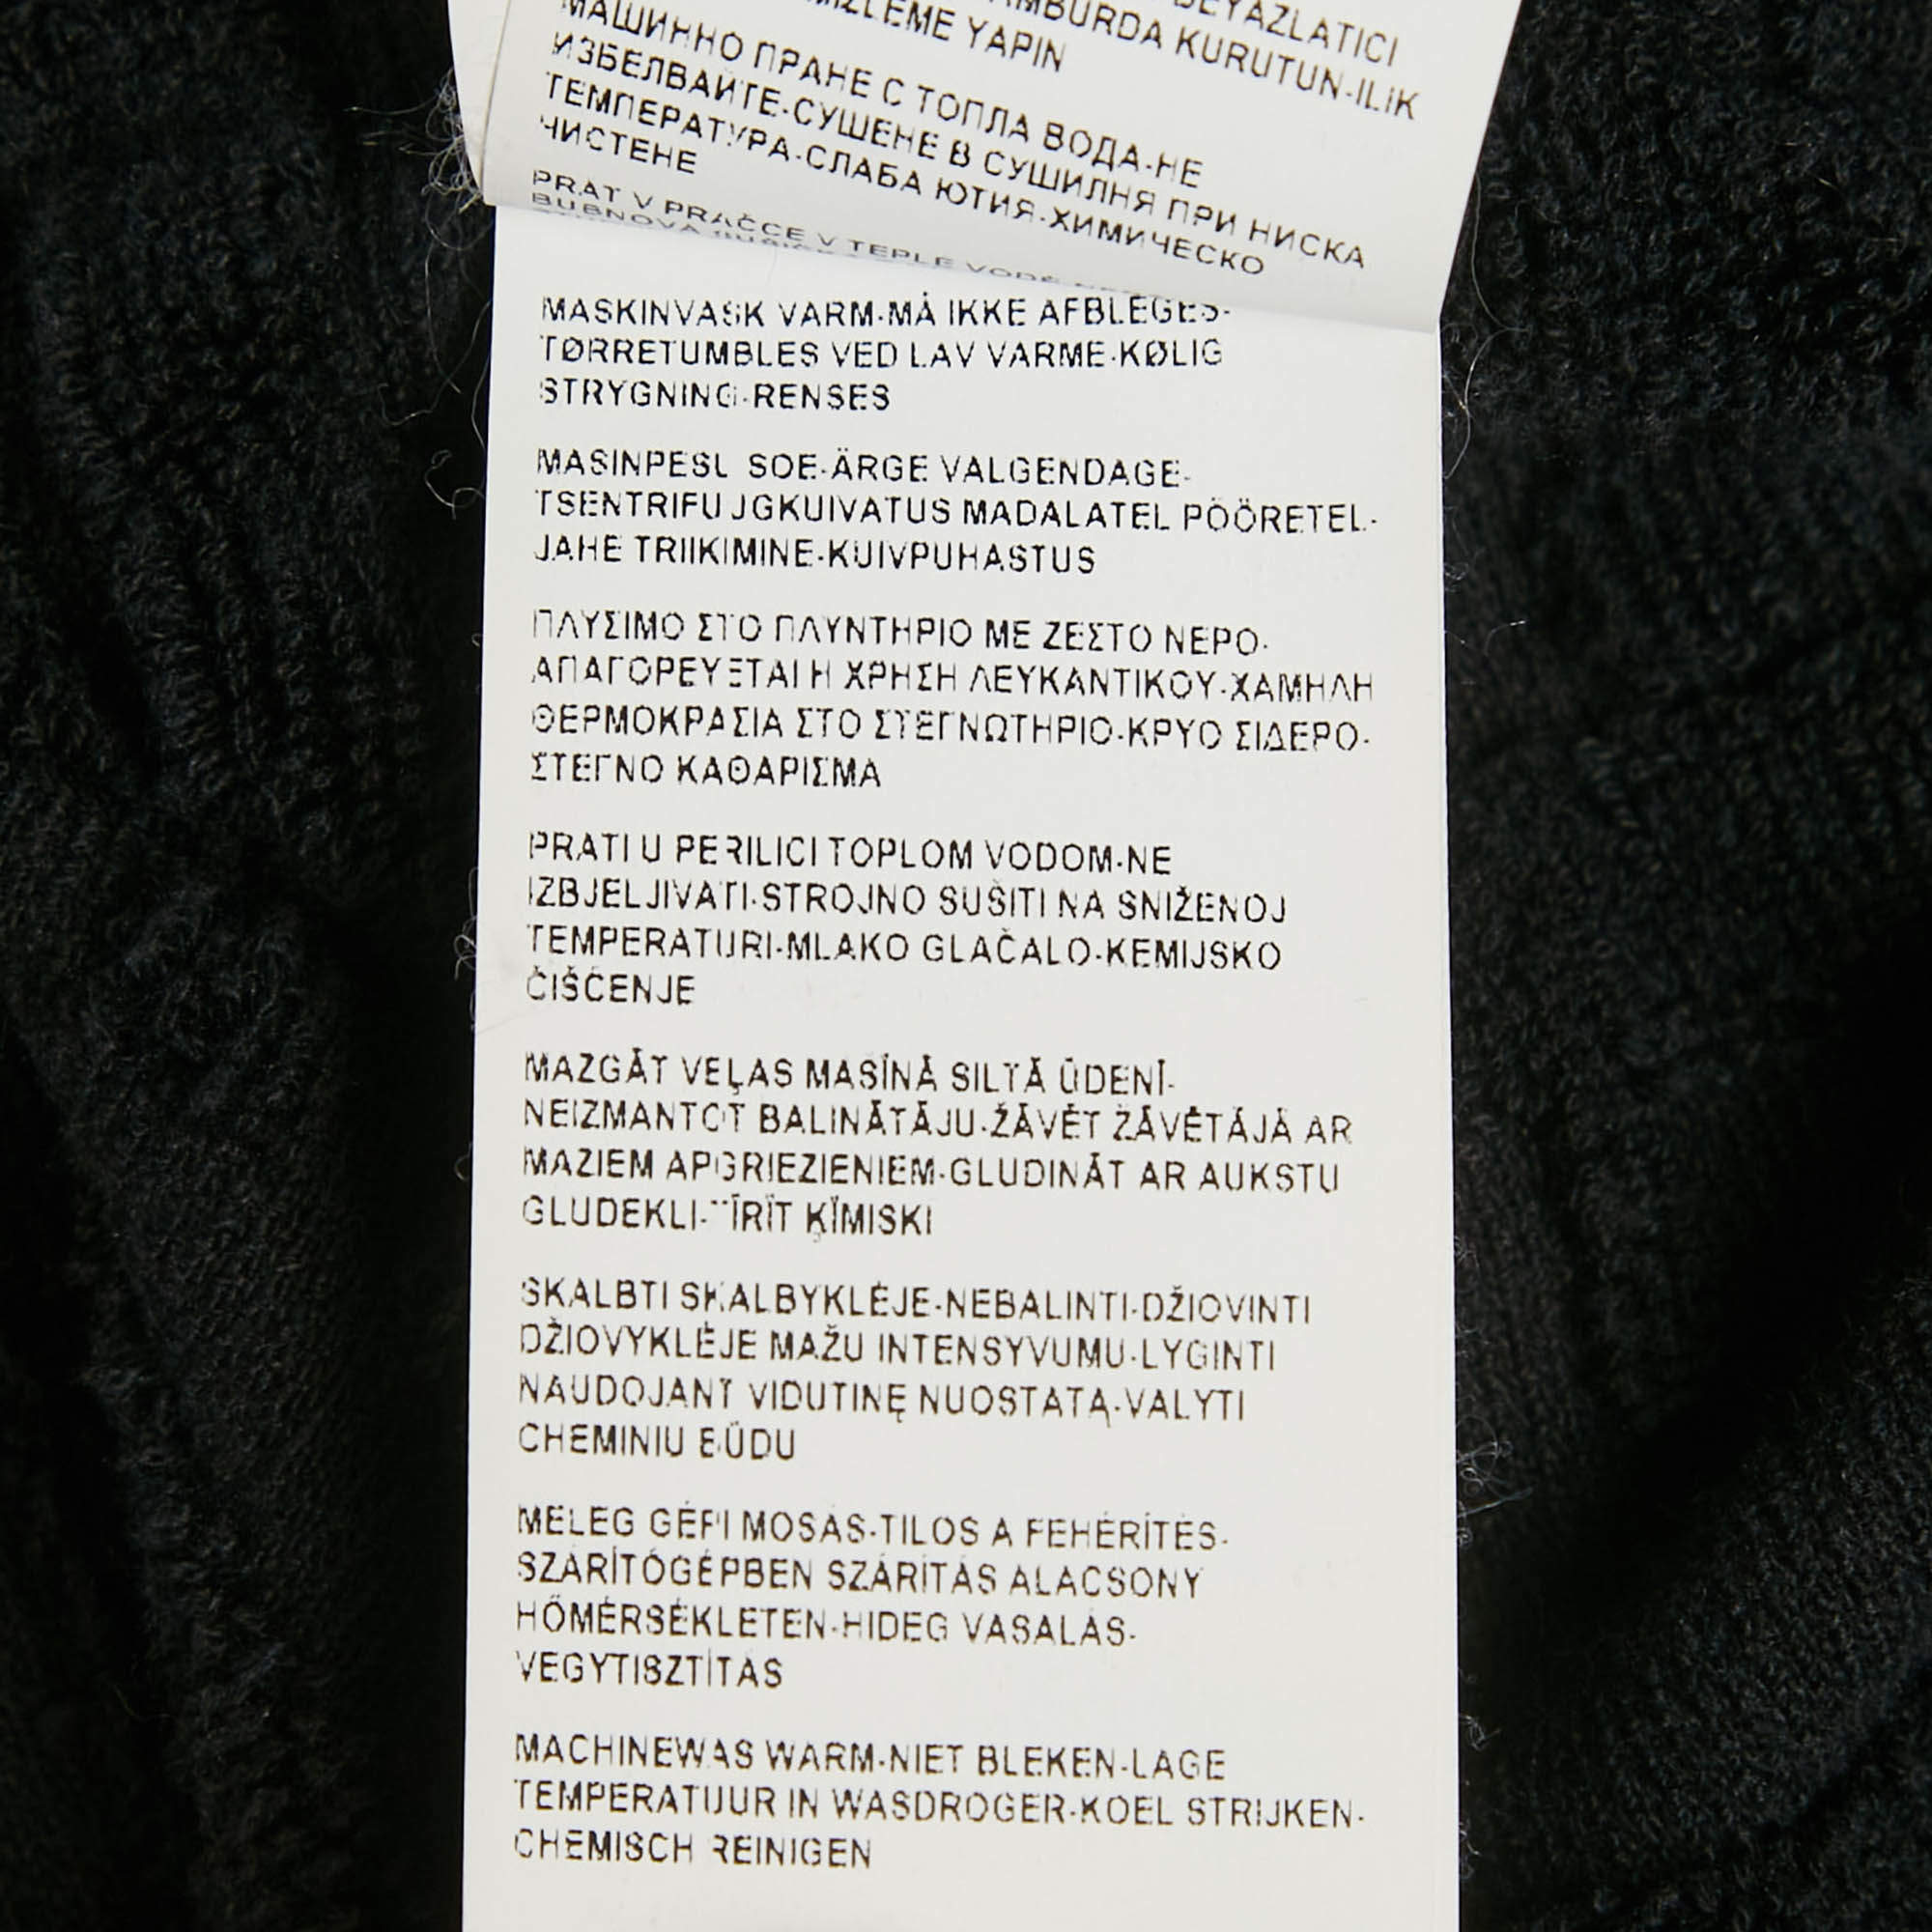 BEYAZLATICI
KURUTUN-ILIK
YAPIN
МАШИННО ПРАНЕ С ТОПЛА ВОДА-НЕ
ИЗБЕЛВАЙТЕ-СУШЕНЕ В СУШИЛНЯ ПРИ НИСКА
ТЕМПЕРАТУРА-СЛАБА ЮТИЯ-ХИМИЧЕСКО
ЧИСТЕНЕ
PRAT V PRAČCE V TEPLÉ VODĚ
BUBNOVÁ
MASKINVASK VARM-MÅ IKKE AFBLEGES-
TØRRETUMBLES VED LAV VARME-KØLIG
STRYGNING-RENSES
MASINPESU SOE-ÄRGE VALGENDAGE-
TSENTRIFUUGKUIVATUS MADALATEL PÖÖRETEL-
JAHE TRIIKIMINE-KUIVPUHASTUS
ΠΛΥΣΙΜΟ ΣΤΟ ΠΛΥΝΤΗΡΙΟ ΜΕ ΖΕΣΤΟ ΝΕΡΟ-
ΑΠΑΓΟΡΕΥΕΤΑΙ Η ΧΡΗΣΗ ΛΕΥΚΑΝΤΙΚΟΥ-ΧΑΜΗΛΗ
ΘΕΡΜΟΚΡΑΣΙΑ ΣΤΟ ΣΤΕΓΝΩΤΗΡΙΟ-ΚΡΥΟ ΣΙΔΕΡΟ-
ΣΤΕΓΝΟ ΚΑΘΑΡΙΣΜΑ
PRATI U PERILICI TOPLOM VODOM-NE
IZBJELJIVATI-STROJNO SUŠITI NA SNIŽENOJ
TEMPERATURI-MLAKO GLAČALO-KEMIJSKO
ČIŠĆENJE
MAZGĀT VEĻAS MAŠĪNĀ SILTĀ ŪDENĪ-
NEIZMANTOT BALINĀTĀJU-ŽĀVĒT ŽĀVĒTĀJĀ AR
MAZIEM APGRIEZIENIEM-GLUDINĀT AR AUKSTU
GLUDEKLI-TĪRĪT ĶĪMISKI
SKALBTI SKALBYKLĖJE-NEBALINTI-DŽIOVINTI
DŽIOVYKLĖJE MAŽU INTENSYVUMU-LYGINTI
NAUDOJANT VIDUTINĘ NUOSTATĄ-VALYTI
CHEMINIU BŪDU
MELEG GÉPI MOSÁS-TILOS A FEHÉRÍTÉS-
SZÁRÍTÓGÉPBEN SZÁRÍTÁS ALACSONY
HŐMÉRSÉKLETEN-HIDEG VASALÁS-
VEGYTISZTÍTÁS
MACHINEWAS WARM-NIET BLEKEN-LAGE
TEMPERATUUR IN WASDROGER-KOEL STRIJKEN-
CHEMISCH REINIGEN